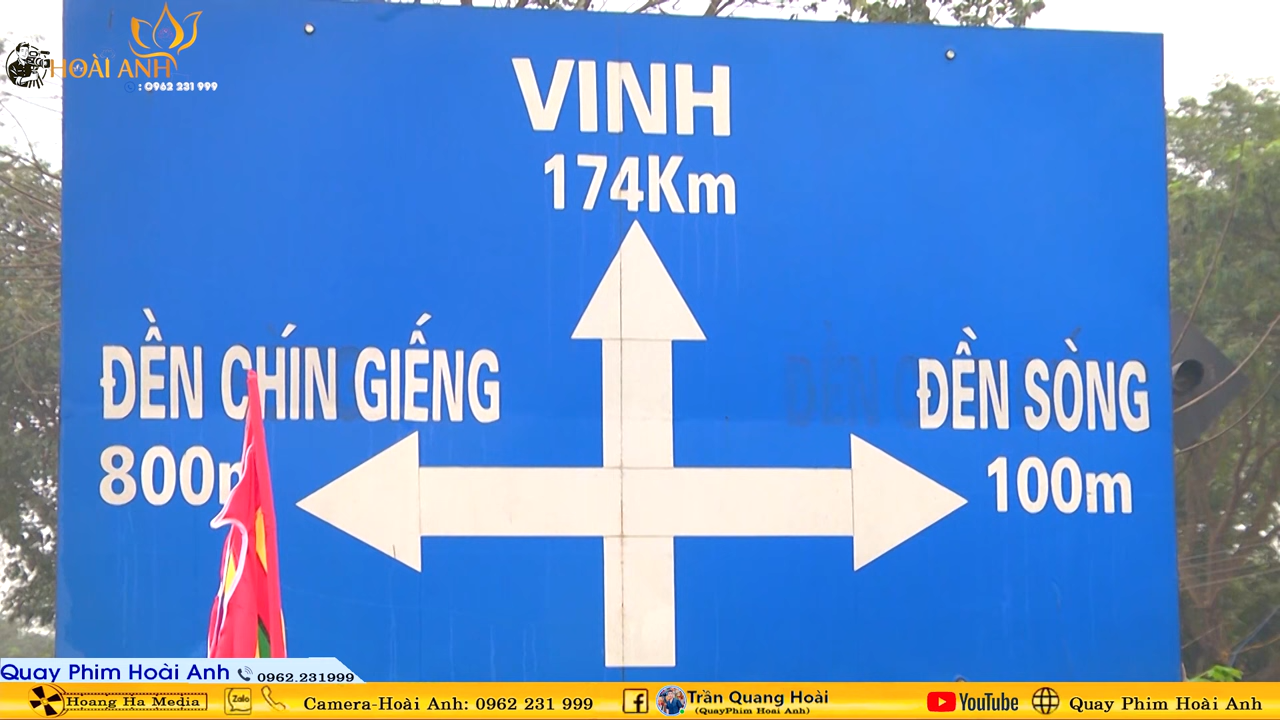 HOÀI ANH
: 0962 231 999
VINH
174Km
ĐỀN CHÍN GIẾNG
800m
ĐỀN SÒNG
100m
Quay Phim Hoài Anh 0962.231999
Hoang Ha Media
Zalo
Camera-Hoài Anh: 0962 231 999
Trần Quang Hoài
(QuayPhim Hoai Anh)
YouTube
Quay Phim Hoài Anh